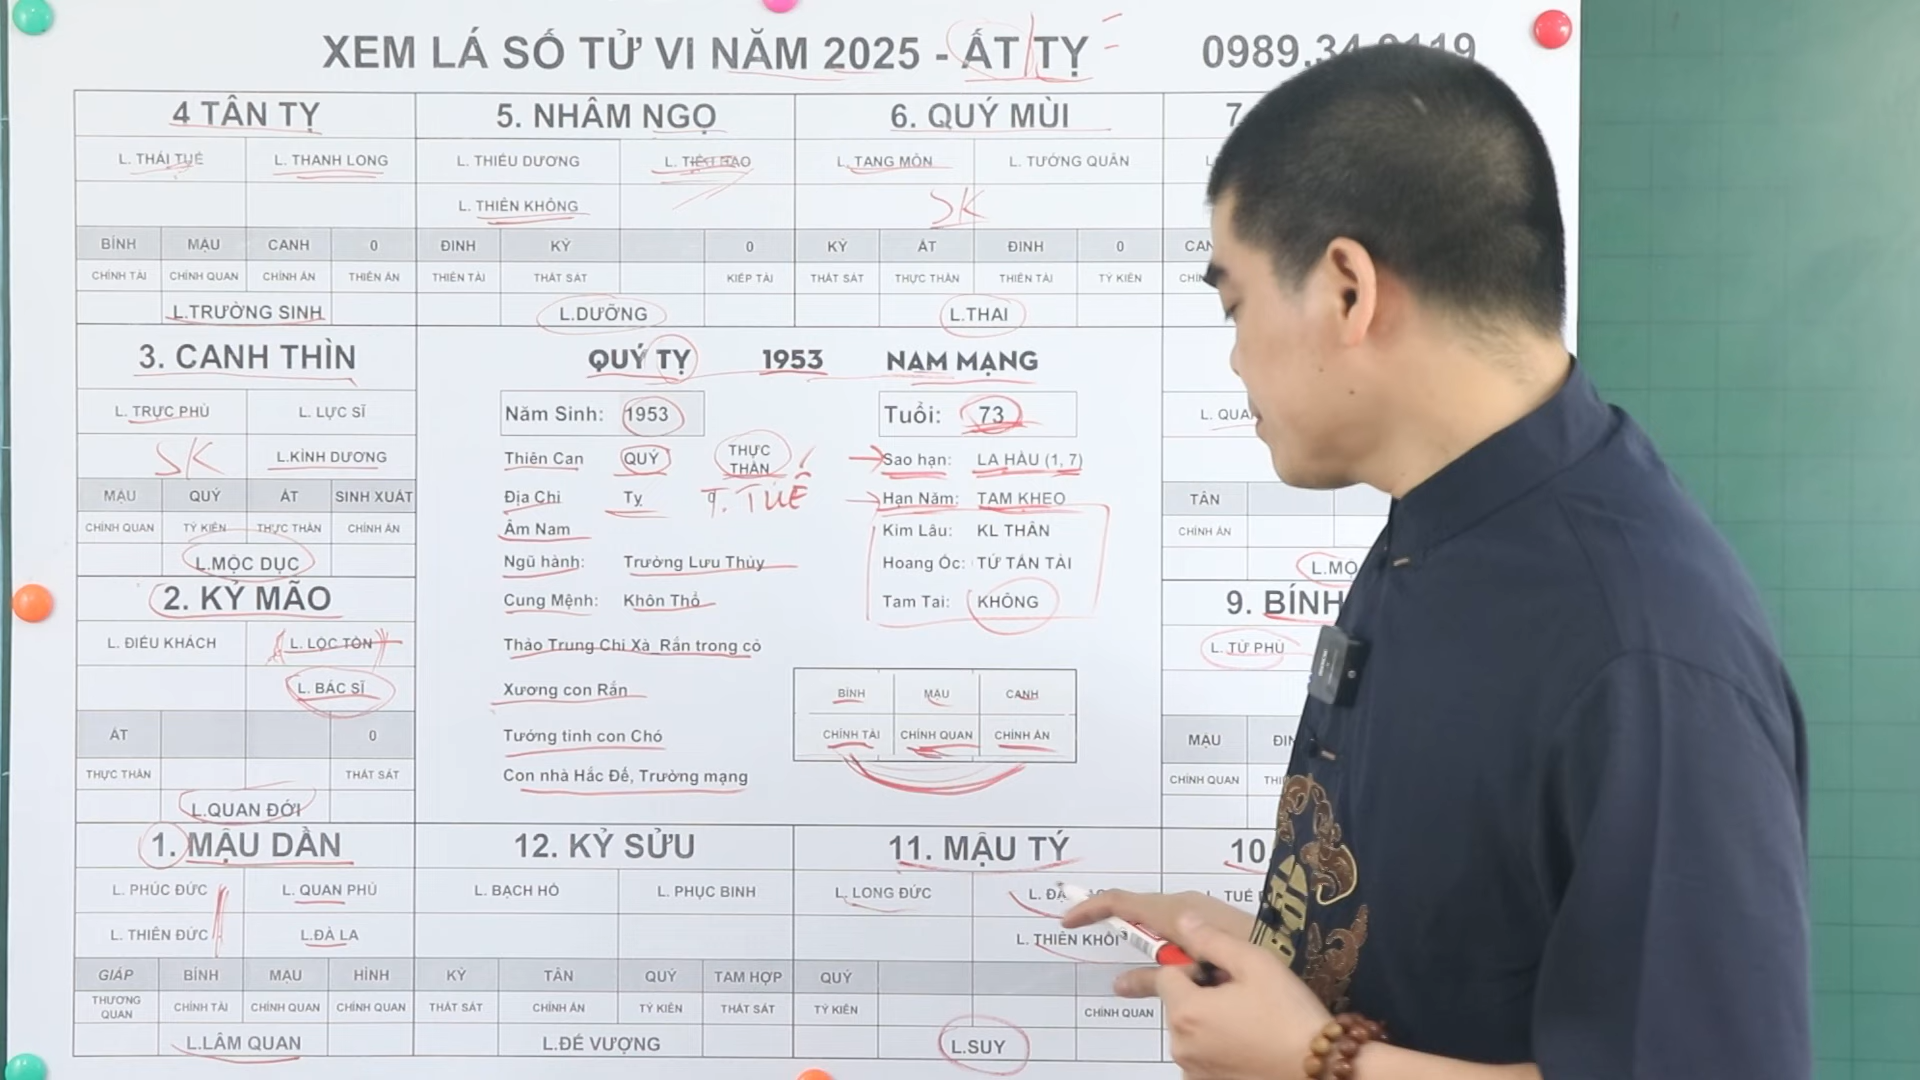 XEM LÁ SỐ TỬ VI NĂM 2025 - ẤT TỴ
4 TÂN TỴ
5. NHÂM NGỌ
6. QUÝ MÙI
7
L. THÁI TUẾ
L. THANH LONG
L. THIẾU DƯƠNG
L. TIỂU HAO
L. TANG MÔN
L. TƯỚNG QUÂN
L. THIÊN KHÔNG
SK
BÍNH MẬU CANH 0
ĐINH KỶ 0
KỶ ẤT ĐINH 0
CHÍNH TÀI CHÍNH QUAN CHÍNH ẤN THIÊN ẤN
THIÊN TÀI THẤT SÁT KIẾP TÀI
THẤT SÁT THỰC THẦN THIÊN TÀI TỶ KIÊN
L.TRƯỜNG SINH
L.DƯỠNG
L.THAI
3. CANH THÌN
L. TRỰC PHÙ
L. LỰC SĨ
SK
L.KÌNH DƯƠNG
MẬU QUÝ ẤT SINH XUẤT
CHÍNH QUAN TỶ KIÊN THỰC THẦN CHÍNH ẤN
L.MỘC DỤC
QUÝ TỴ 1953 NAM MẠNG
Năm Sinh: 1953
Tuổi: 73
Thiên Can QUÝ THỰC THẦN
Sao hạn: LA HẦU (1, 7)
Địa Chi Tỵ T. TUẾ
Hạn Năm: TAM KHEO
Âm Nam
Kim Lâu: KL THÂN
Ngũ hành: Trường Lưu Thủy
Hoang Ốc: TỨ TẤN TÀI
Cung Mệnh: Khôn Thổ
Tam Tai: KHÔNG
Thảo Trung Chi Xà Rắn trong cỏ
Xương con Rắn
Tướng tinh con Chó
Con nhà Hắc Đế, Trường mạng
BÍNH MẬU CANH
CHÍNH TÀI CHÍNH QUAN CHÍNH ẤN
TÂN
CHÍNH ẤN
2. KỶ MÃO
L. ĐIẾU KHÁCH
L. LỘC TỒN
L. BÁC SĨ
ẤT 0
THỰC THẦN THẤT SÁT
L.QUAN ĐỚI
9. BÍNH
L. TỬ PHÙ
MẬU
CHÍNH QUAN
1. MẬU DẦN
12. KỶ SỬU
11. MẬU TÝ
10
L. PHÚC ĐỨC
L. QUAN PHỦ
L. BẠCH HỔ
L. PHỤC BINH
L. LONG ĐỨC
L. THIÊN ĐỨC
L.ĐÀ LA
L. THIÊN KHÔI
GIÁP BÍNH MẬU HÌNH
KỶ TÂN QUÝ TAM HỢP
QUÝ
THƯƠNG QUAN CHÍNH TÀI CHÍNH QUAN CHÍNH QUAN
THẤT SÁT CHÍNH ẤN TỶ KIÊN THẤT SÁT
TỶ KIÊN CHÍNH QUAN
L.LÂM QUAN
L.ĐẾ VƯỢNG
L.SUY